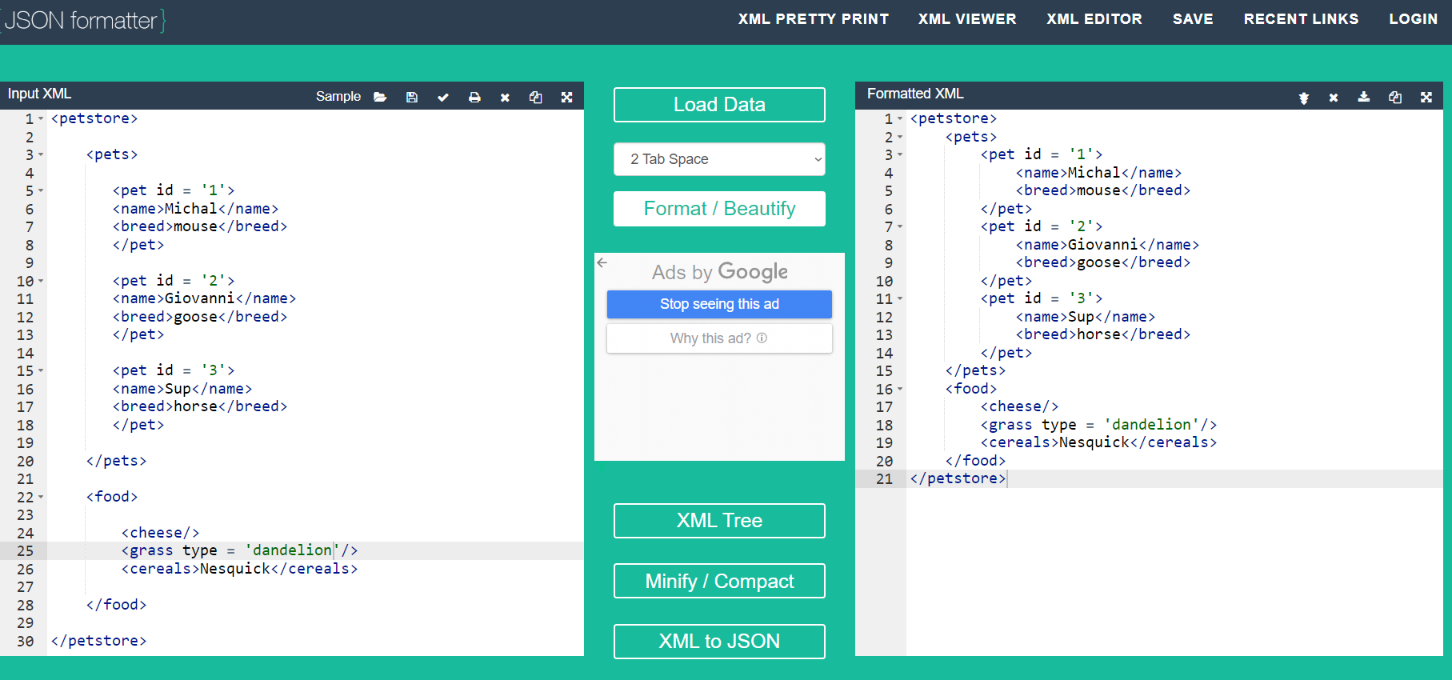 {JSON formatter}
XML PRETTY PRINT XML VIEWER XML EDITOR SAVE RECENT LINKS LOGIN
Input XML
Sample
1 <petstore>
2
3 <pets>
4
5 <pet id = '1'>
6 <name>Michal</name>
7 <breed>mouse</breed>
8 </pet>
9
10 <pet id = '2'>
11 <name>Giovanni</name>
12 <breed>goose</breed>
13 </pet>
14
15 <pet id = '3'>
16 <name>Sup</name>
17 <breed>horse</breed>
18 </pet>
19
20 </pets>
21
22 <food>
23
24 <cheese/>
25 <grass type = 'dandelion'/>
26 <cereals>Nesquick</cereals>
27
28 </food>
29
30 </petstore>
Load Data
2 Tab Space
Format / Beautify
Ads by Google
Stop seeing this ad
Why this ad?
XML Tree
Minify / Compact
XML to JSON
Formatted XML
1 <petstore>
2 <pets>
3 <pet id = '1'>
4 <name>Michal</name>
5 <breed>mouse</breed>
6 </pet>
7 <pet id = '2'>
8 <name>Giovanni</name>
9 <breed>goose</breed>
10 </pet>
11 <pet id = '3'>
12 <name>Sup</name>
13 <breed>horse</breed>
14 </pet>
15 </pets>
16 <food>
17 <cheese/>
18 <grass type = 'dandelion'/>
19 <cereals>Nesquick</cereals>
20 </food>
21 </petstore>